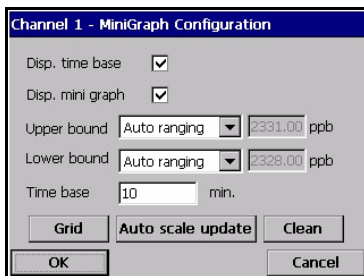 Channel 1 - MiniGraph Configuration
Disp. time base
Disp. mini graph
Upper bound Auto ranging 2331.00 ppb
Lower bound Auto ranging 2328.00 ppb
Time base 10 min.
Grid Auto scale update Clean
OK Cancel